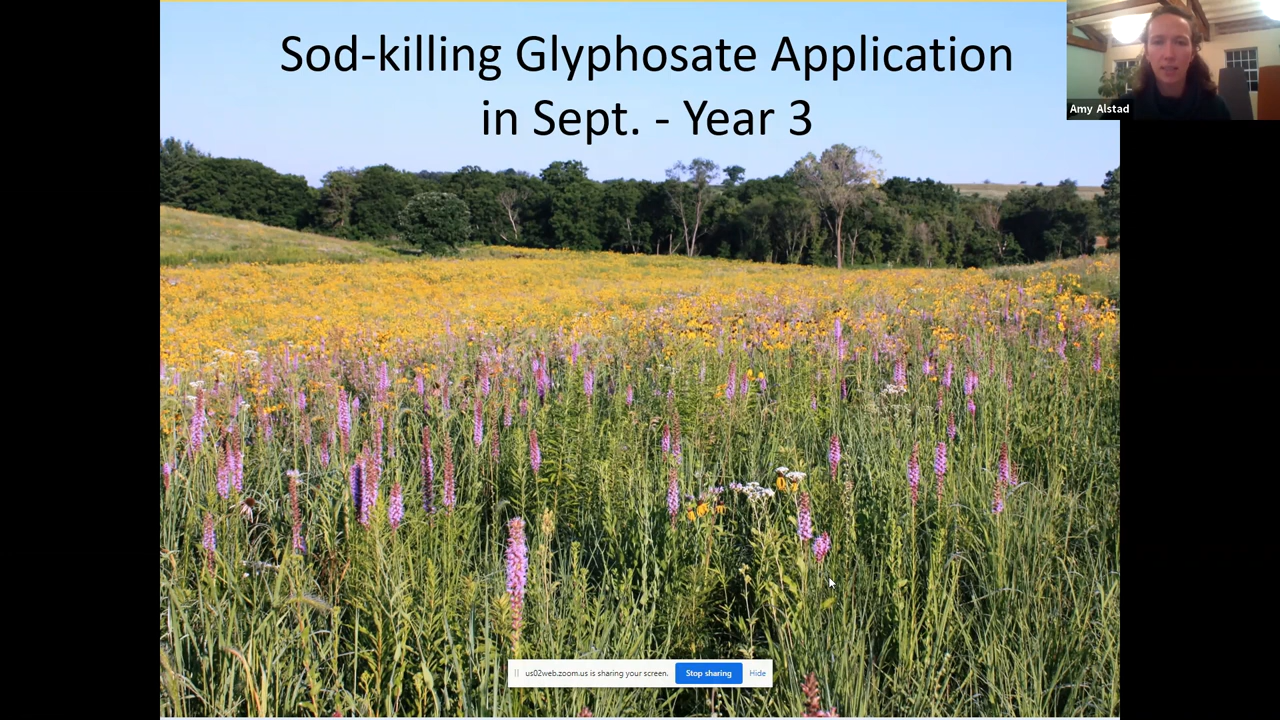 Sod-killing Glyphosate Application
in Sept. - Year 3
Amy Alstad
us02web.zoom.us is sharing your screen.
Stop sharing
Hide